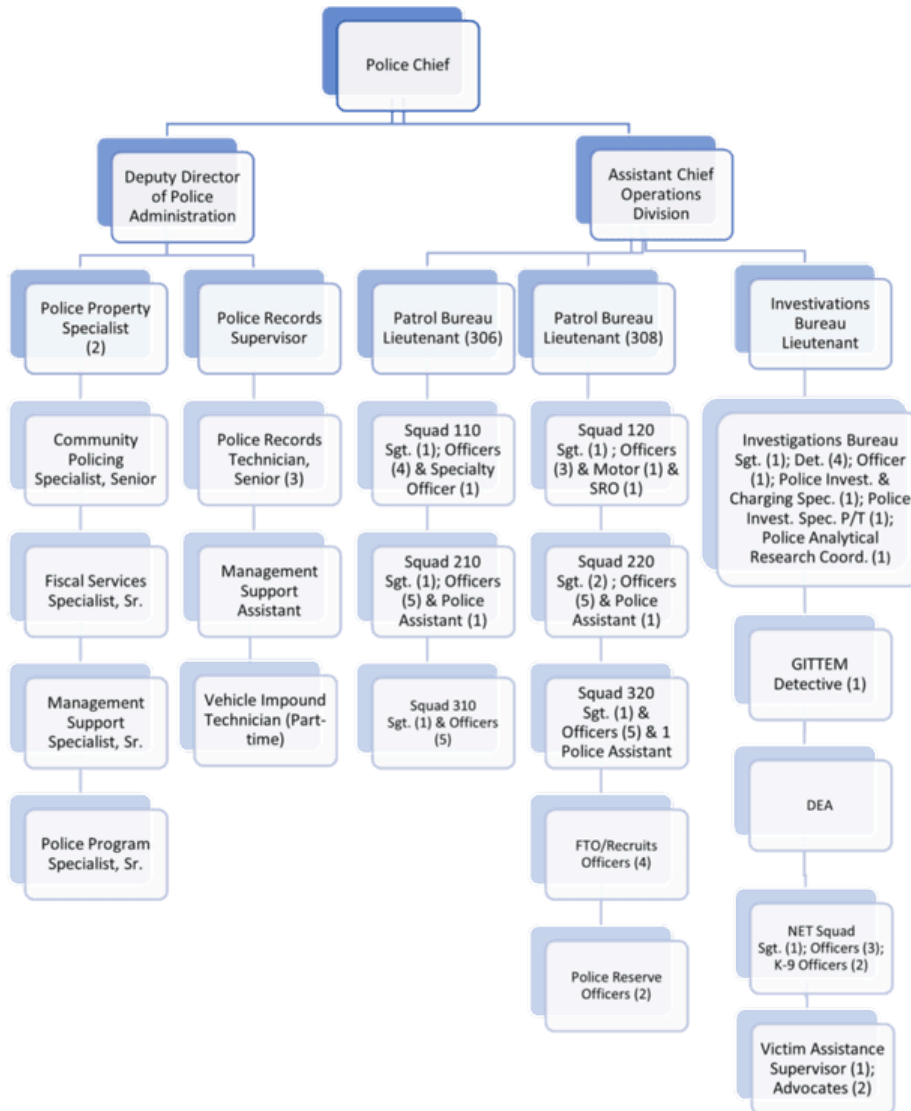 Police Chief
Deputy Director
of Police
Administration
Assistant Chief
Operations
Division
Police Property
Specialist
(2)
Police Records
Supervisor
Patrol Bureau
Lieutenant (306)
Patrol Bureau
Lieutenant (308)
Investivations
Bureau
Lieutenant
Community
Policing
Specialist, Senior
Police Records
Technician,
Senior (3)
Squad 110
Sgt. (1); Officers
(4) & Specialty
Officer (1)
Squad 120
Sgt. (1) ; Officers
(3) & Motor (1) &
SRO (1)
Investigations Bureau
Sgt. (1); Det. (4); Officer
(1); Police Invest. &
Charging Spec. (1); Police
Invest. Spec. P/T (1);
Police Analytical
Research Coord. (1)
Fiscal Services
Specialist, Sr.
Management
Support
Assistant
Squad 210
Sgt. (1); Officers
(5) & Police
Assistant (1)
Squad 220
Sgt. (2) ; Officers
(5) & Police
Assistant (1)
GITTEM
Detective (1)
Management
Support
Specialist, Sr.
Vehicle Impound
Technician (Part-
time)
Squad 310
Sgt. (1) & Officers
(5)
Squad 320
Sgt. (1) &
Officers (5) & 1
Police Assistant
DEA
Police Program
Specialist, Sr.
FTO/Recruits
Officers (4)
NET Squad
Sgt. (1); Officers (3);
K-9 Officers (2)
Police Reserve
Officers (2)
Victim Assistance
Supervisor (1);
Advocates (2)